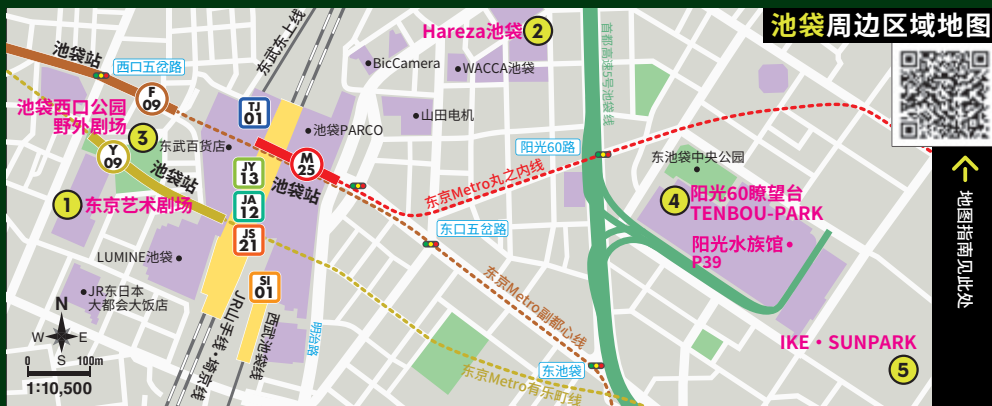 池袋周边区域地图
Hareza池袋
2
首都高速5号池袋线
东武东上线
池袋站
西口五岔路
BicCamera
WACCA池袋
F
09
TJ
01
山田电机
池袋西口公园
野外剧场
3
池袋PARCO
东武百货店
Y
09
M
25
阳光60路
东池袋中央公园
JY
13
池袋站
池袋站
东京Metro丸之内线
4
阳光60瞭望台
TENBOU-PARK
1
东京艺术剧场
JA
12
JS
21
东口五岔路
阳光水族馆
P39
地图指南见此处
LUMINE池袋
SI
01
东京Metro副都心线
JR东日本
大都会大饭店
N
W
E
S
JR山手线・埼京线
西武池袋线
明治路
IKE・SUNPARK
5
0
100m
1:10,500
东池袋
东京Metro有乐町线